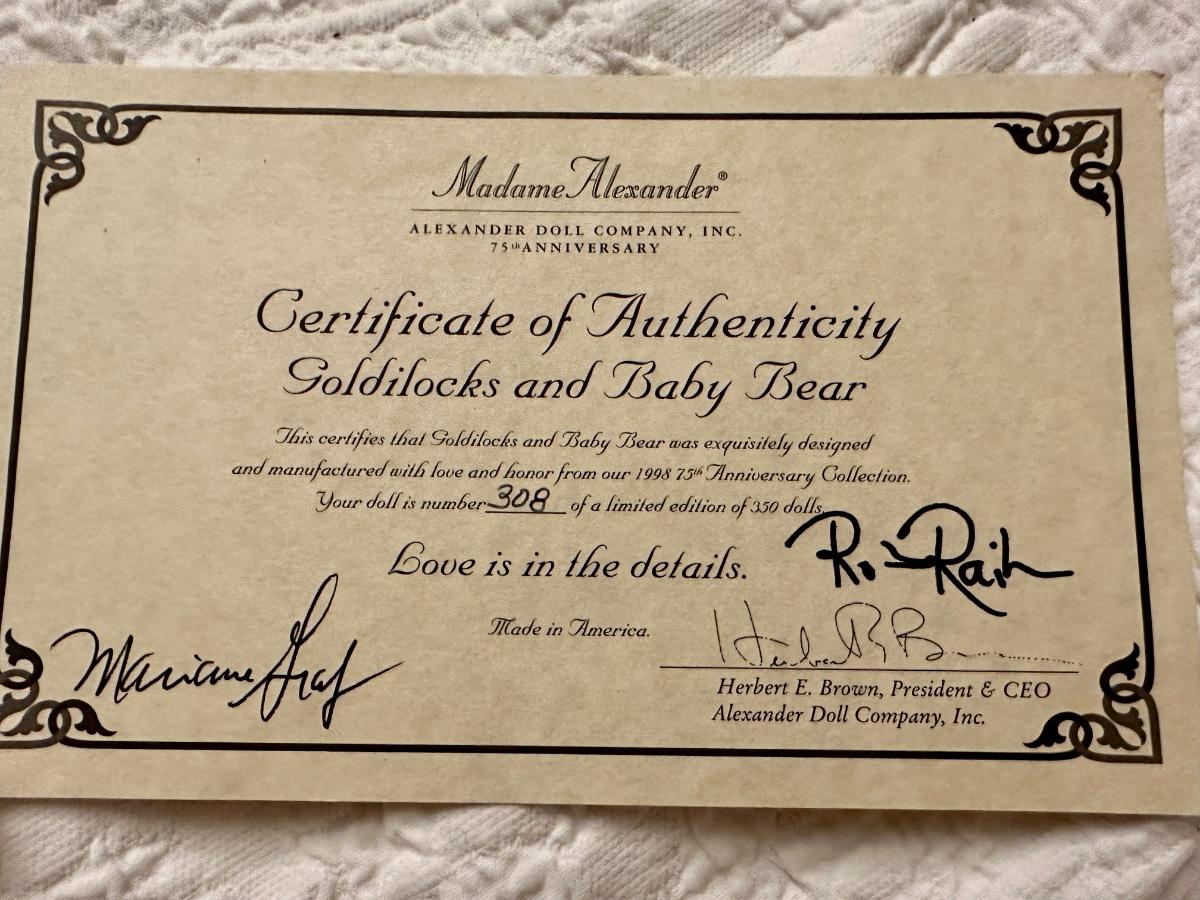 Madame Alexander®
ALEXANDER DOLL COMPANY, INC.
75th ANNIVERSARY
Certificate of Authenticity
Goldilocks and Baby Bear
This certifies that Goldilocks and Baby Bear was exquisitely designed
and manufactured with love and honor from our 1998 75th Anniversary Collection.
Your doll is number 308 of a limited edition of 350 dolls.
Love is in the details.
Made in America.
Herbert E. Brown, President & CEO
Alexander Doll Company, Inc.